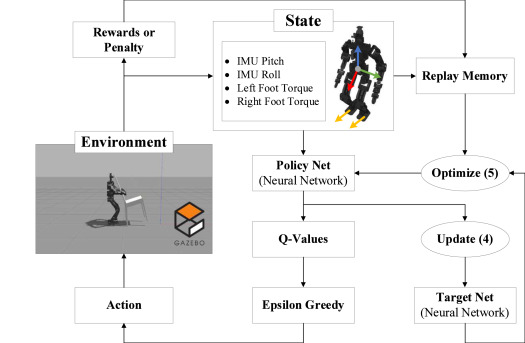 Rewards or
Penalty
State
• IMU Pitch
• IMU Roll
• Left Foot Torque
• Right Foot Torque
Replay Memory
Environment
GAZEBO
Policy Net
(Neural Network)
Optimize (5)
Q-Values
Update (4)
Action
Epsilon Greedy
Target Net
(Neural Network)